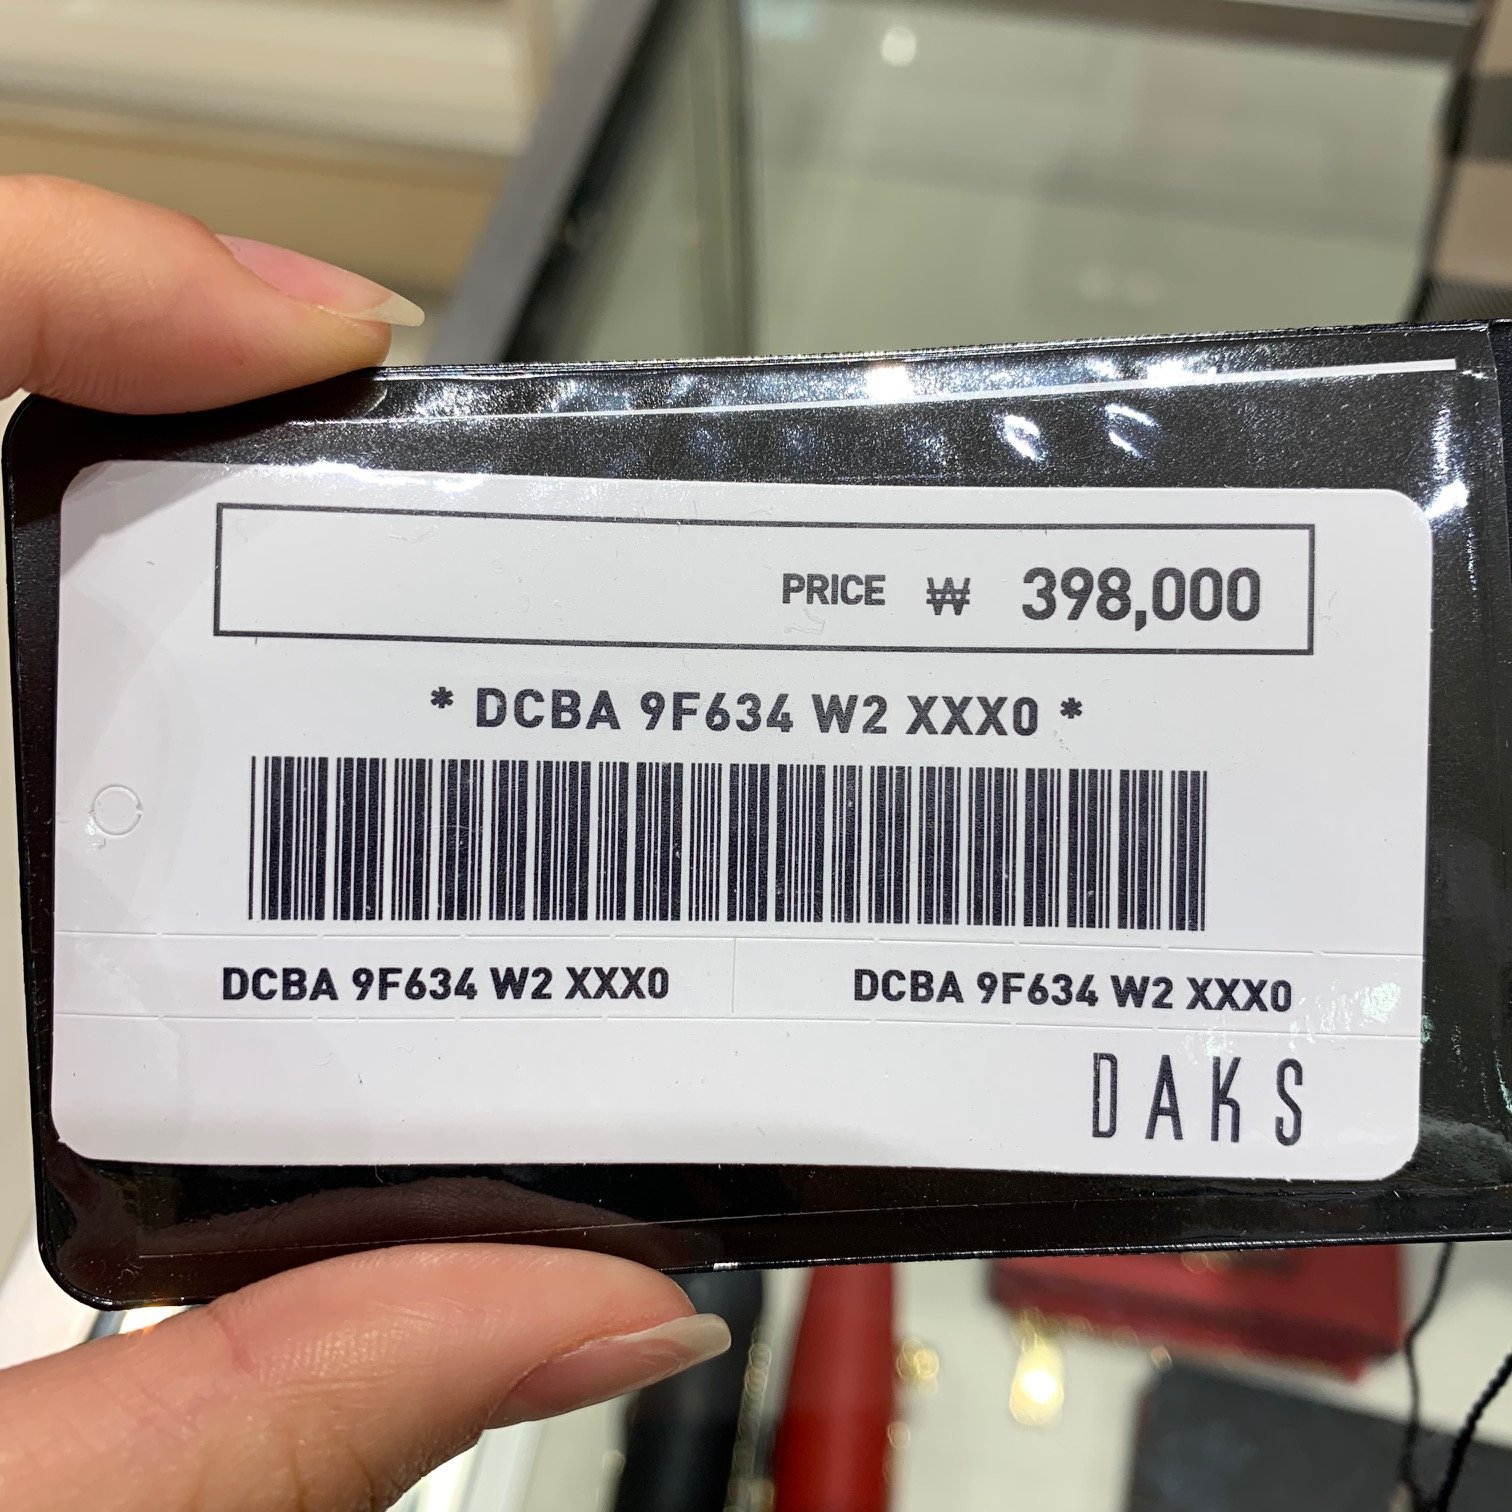 PRICE ₩ 398,000
* DCBA 9F634 W2 XXX0 *
DCBA 9F634 W2 XXX0 DCBA 9F634 W2 XXX0
DAKS